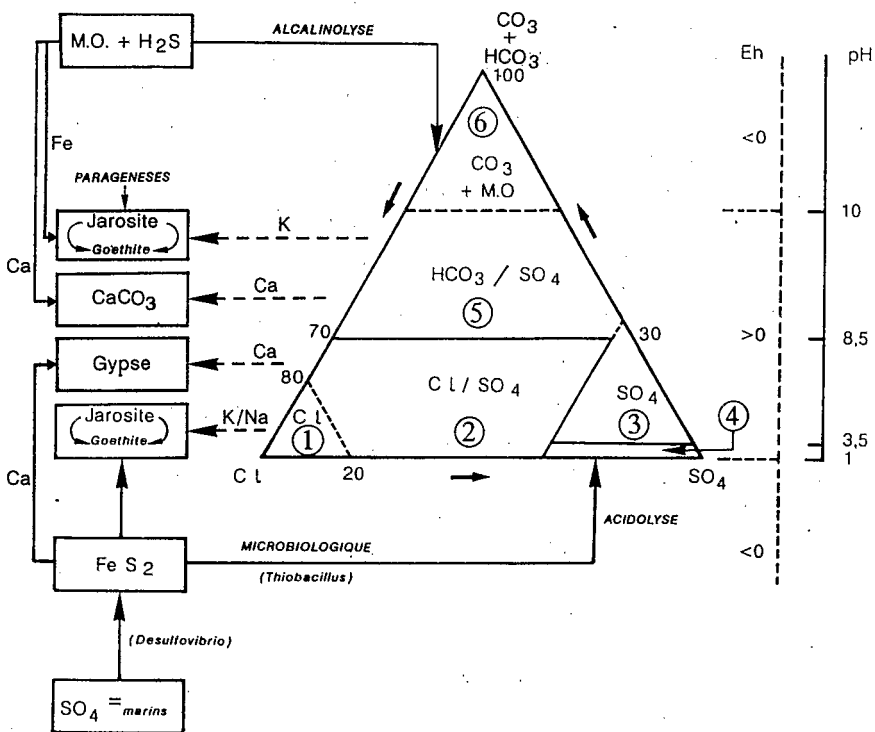 M.O. + H2S
ALCALINOLYSE
CO3
+
HCO3
100
Eh
pH
6
<0
Fe
CO3
+ M.O
PARAGENESES
10
Jarosite
Goethite
K
Ca
HCO3 / SO4
CaCO3
Ca
5
70
30
>0
8,5
Gypse
Ca
80
Cl / SO4
SO4
Jarosite
Goethite
K/Na
Cl
1
2
3
4
3,5
1
Cl
20
SO4
Ca
ACIDOLYSE
MICROBIOLOGIQUE
Fe S2
<0
(Thiobacillus)
(Desulfovibrio)
SO4 = marins